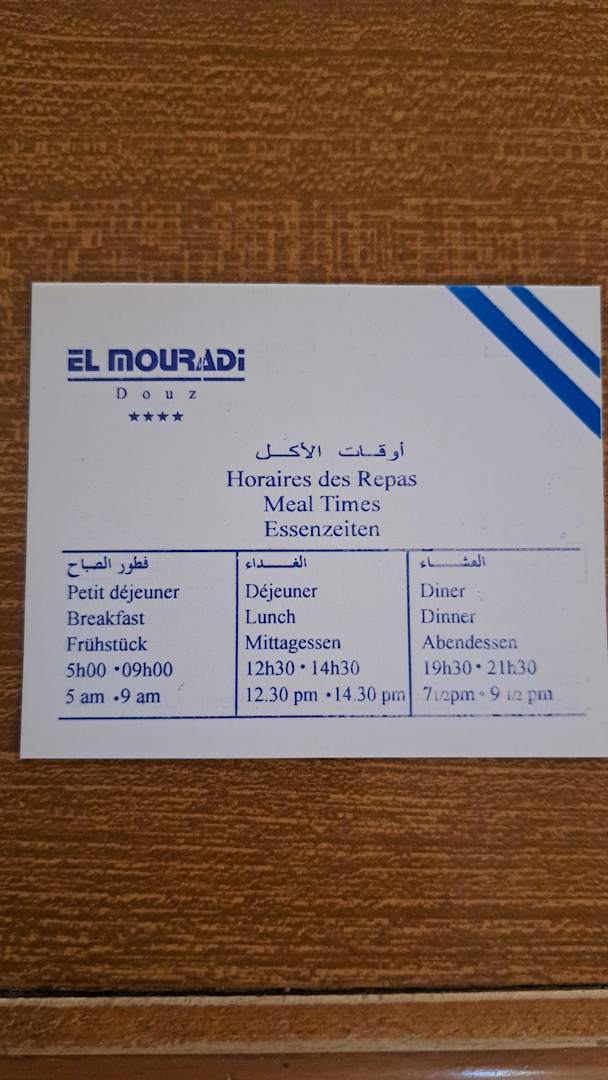 EL MOURADI
Douz
★★★★
أوقات الأكل
Horaires des Repas
Meal Times
Essenzeiten
فطور الصباح
Petit déjeuner
Breakfast
Frühstück
5h00 • 09h00
5 am • 9 am
الغداء
Déjeuner
Lunch
Mittagessen
12h30 • 14h30
12.30 pm • 14.30 pm
العشاء
Diner
Dinner
Abendessen
19h30 • 21h30
7 1/2 pm • 9 1/2 pm